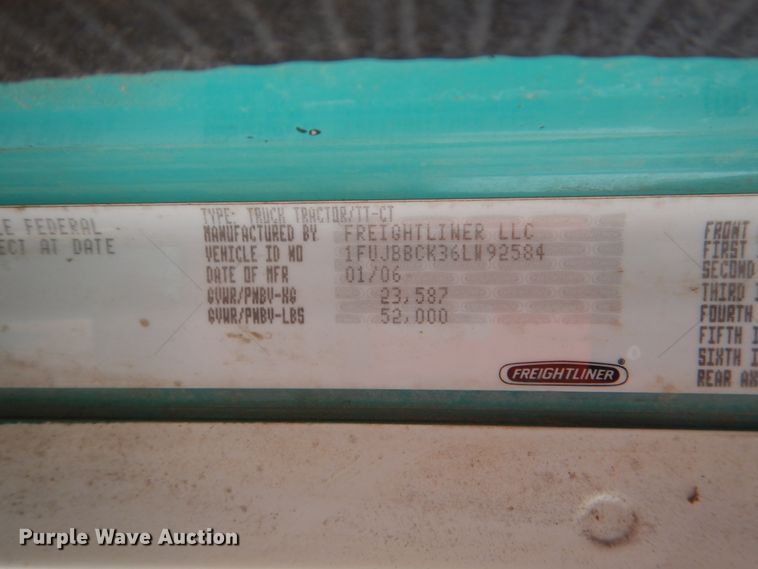 LE FEDERAL
ECT AT DATE
TYPE: TRUCK TRACTOR/TT-CT
MANUFACTURED BY FREIGHTLINER LLC
VEHICLE ID NO 1FUJBBCK36LW92584
DATE OF MFR 01/06
GVWR/PNBV-KG 23,587
GVWR/PNBV-LBS 52,000
FRONT
FIRST I
SECOND
THIRD I
FOURTH
FIFTH I
SIXTH I
REAR AX
FREIGHTLINER®
Purple Wave Auction